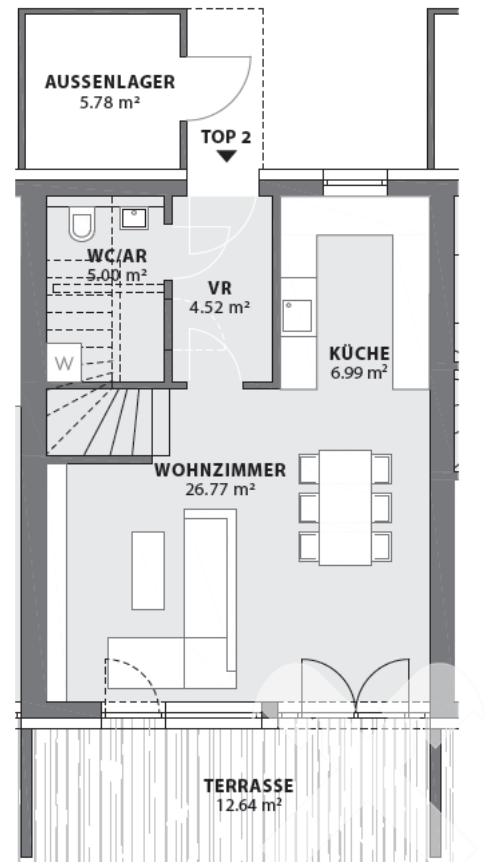 AUSSENLAGER
5.78 m²
TOP 2
WC/AR
5.00 m²
VR
4.52 m²
W
KÜCHE
6.99 m²
WOHNZIMMER
26.77 m²
TERRASSE
12.64 m²